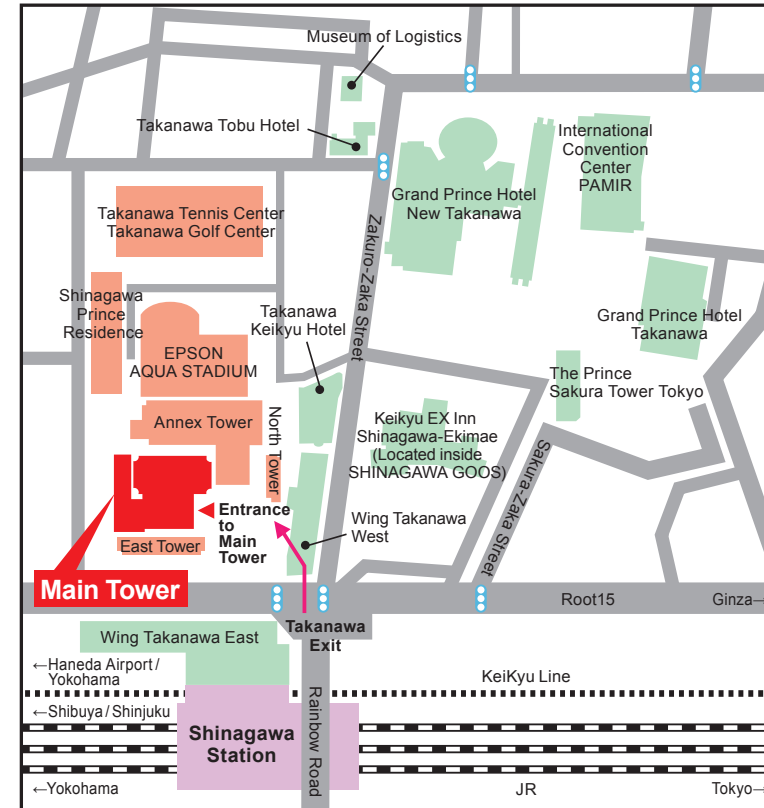 Museum of Logistics
Takanawa Tobu Hotel
International
Convention
Center
PAMIR
Grand Prince Hotel
New Takanawa
Takanawa Tennis Center
Takanawa Golf Center
Zakuro-Zaka Street
Shinagawa
Prince
Residence
Takanawa
Keikyu Hotel
Grand Prince Hotel
Takanawa
EPSON
AQUA STADIUM
The Prince
Sakura Tower Tokyo
Annex Tower
North Tower
Keikyu EX Inn
Shinagawa-Ekimae
(Located inside
SHINAGAWA GOOS)
Sakura-Zaka Street
Entrance
to
Main
Tower
Wing Takanawa
West
East Tower
Main Tower
Root15
Ginza→
Takanawa
Exit
Wing Takanawa East
←Haneda Airport/
Yokohama
KeiKyu Line
←Shibuya/Shinjuku
Shinagawa
Station
Rainbow Road
←Yokohama
JR
Tokyo→